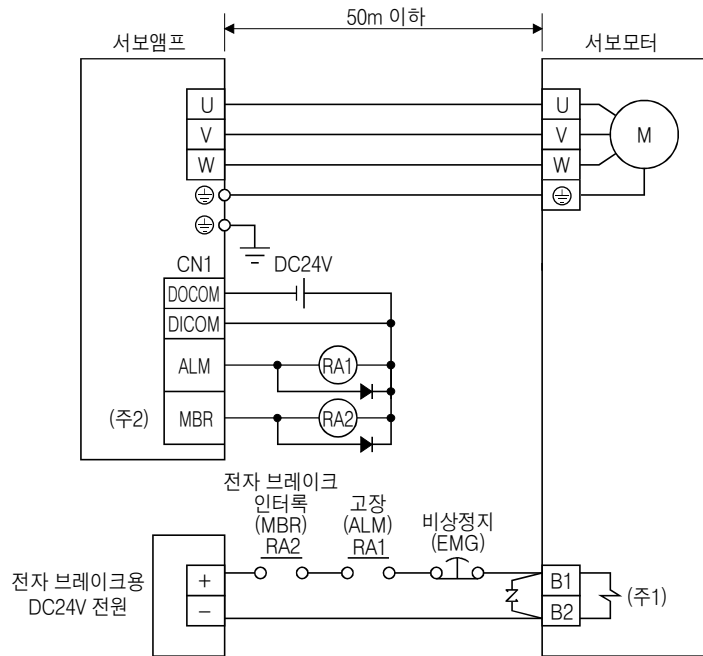 50m 이하
서보앰프
서보모터
U
U
V
V
M
W
W
CN1
DC24V
DOCOM
DICOM
ALM
RA1
(주2)
MBR
RA2
전자 브레이크
인터록
(MBR)
RA2
고장
(ALM)
RA1
비상정지
(EMG)
전자 브레이크용
DC24V 전원
+
−
B1
B2
(주1)